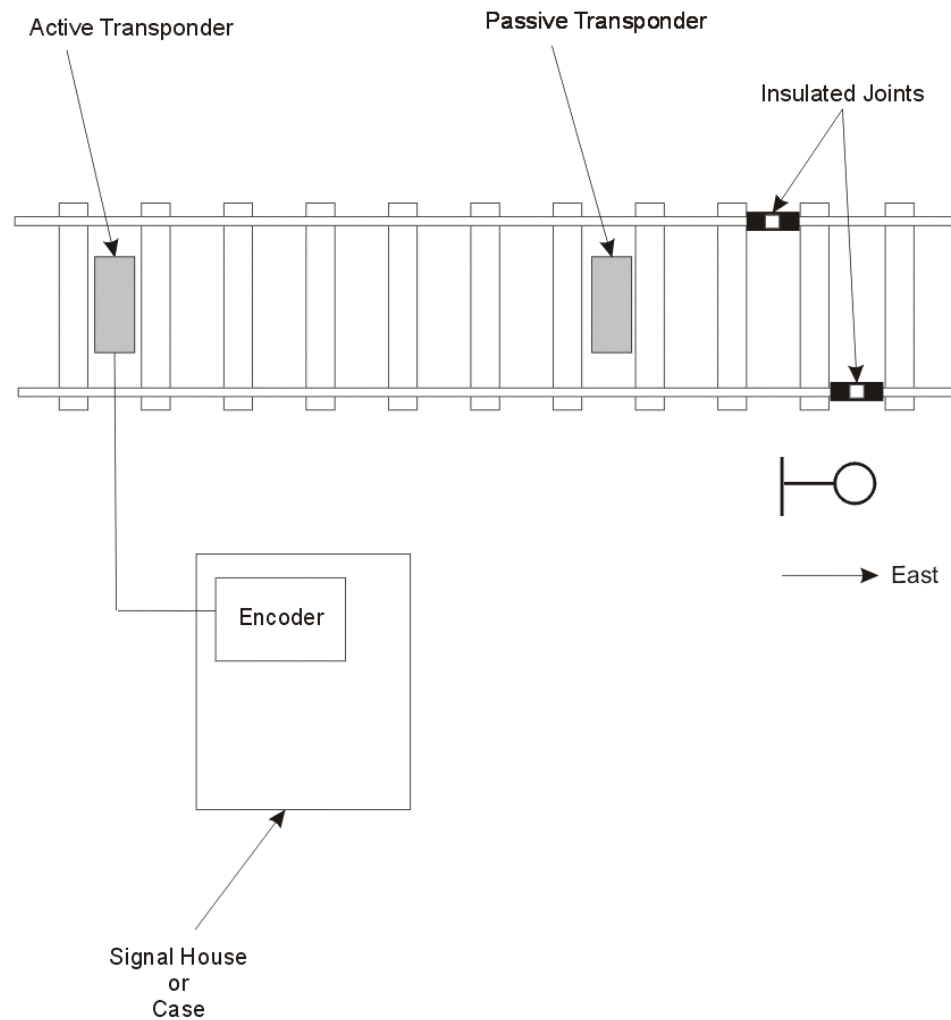 Active Transponder
Passive Transponder
Insulated Joints
East
Encoder
Signal House
or
Case